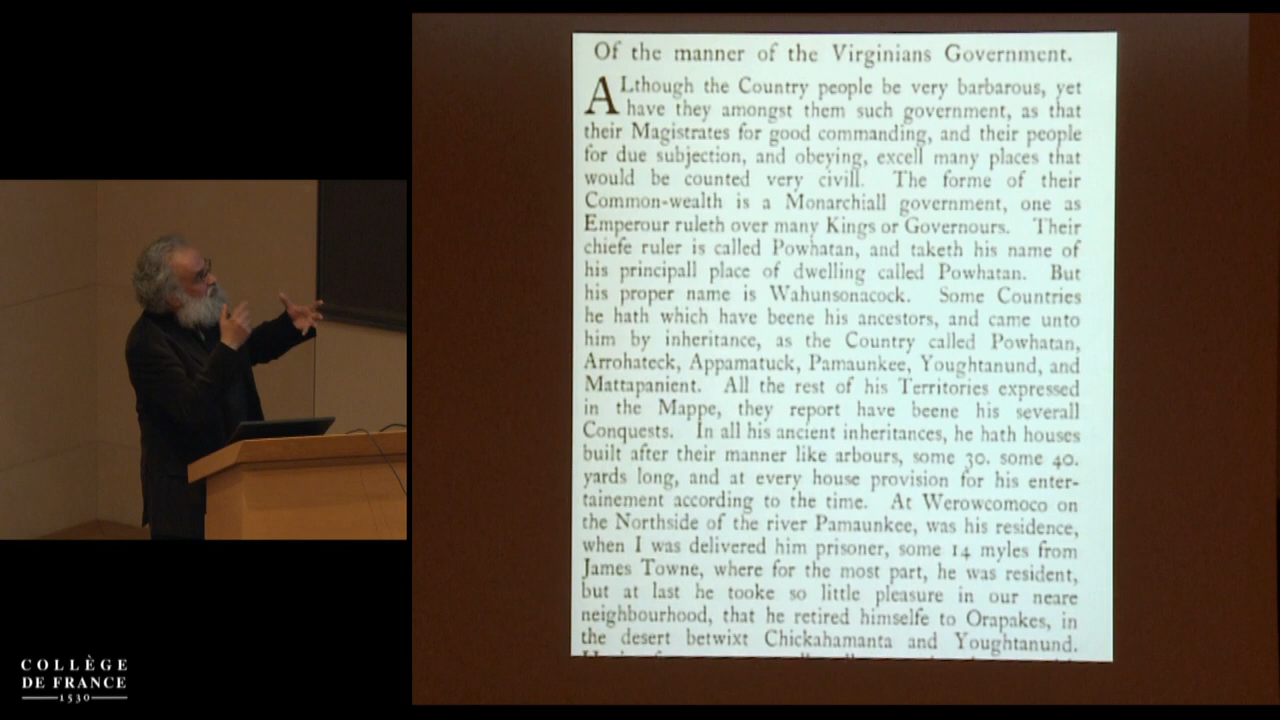 Of the manner of the Virginians Government.
ALthough the Country people be very barbarous, yet
have they amongst them such government, as that
their Magistrates for good commanding, and their people
for due subjection, and obeying, excell many places that
would be counted very civill. The forme of their
Common-wealth is a Monarchiall government, one as
Emperour ruleth over many Kings or Governours. Their
chiefe ruler is called Powhatan, and taketh his name of
his principall place of dwelling called Powhatan. But
his proper name is Wahunsonacock. Some Countries
he hath which have beene his ancestors, and came unto
him by inheritance, as the Country called Powhatan,
Arrohateck, Appamatuck, Pamaunkee, Youghtanund, and
Mattapanient. All the rest of his Territories expressed
in the Mappe, they report have beene his severall
Conquests. In all his ancient inheritances, he hath houses
built after their manner like arbours, some 30. some 40.
yards long, and at every house provision for his enter-
tainement according to the time. At Werowcomoco on
the Northside of the river Pamaunkee, was his residence,
when I was delivered him prisoner, some 14 myles from
James Towne, where for the most part, he was resident,
but at last he tooke so little pleasure in our neare
neighbourhood, that he retired himselfe to Orapakes, in
the desert betwixt Chickahamanta and Youghtanund.
COLLÈGE
DE FRANCE
1530